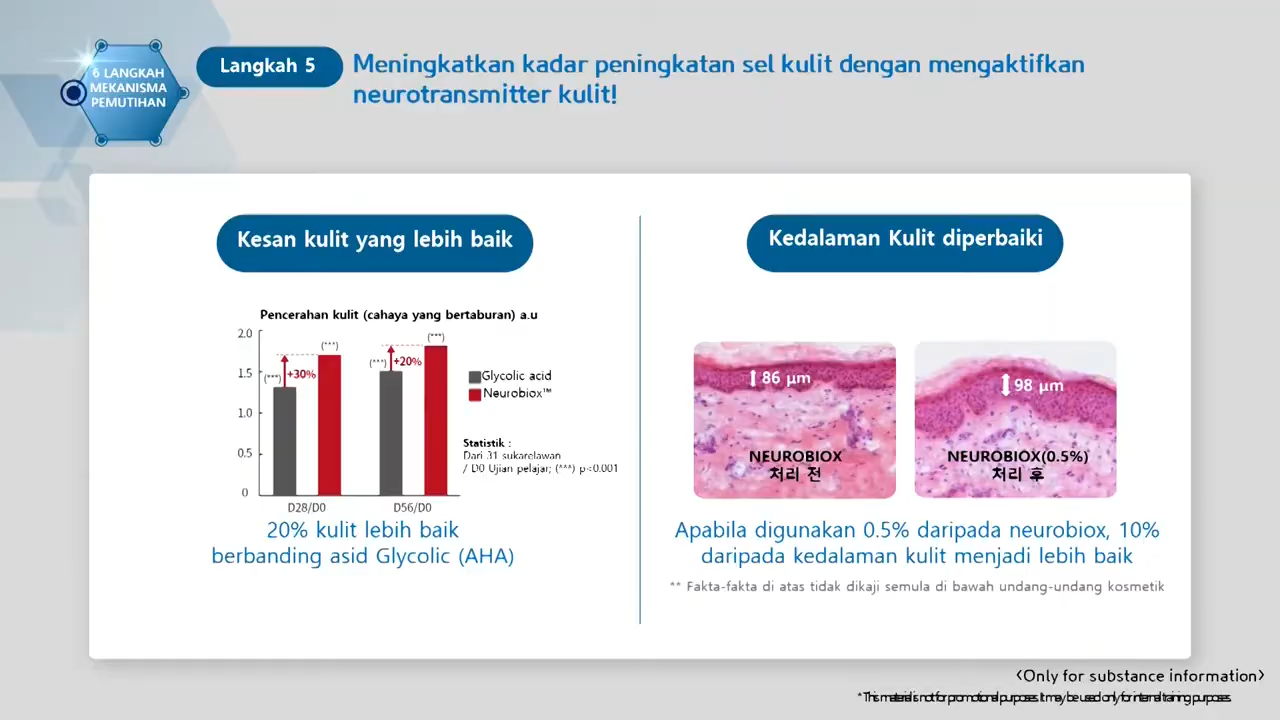 6 LANGKAH
MEKANISMA
PEMUTIHAN
Langkah 5
Meningkatkan kadar peningkatan sel kulit dengan mengaktifkan
neurotransmitter kulit!
Kesan kulit yang lebih baik
Pencerahan kulit (cahaya yang bertaburan) a.u
2.0
1.5
1.0
0.5
0
(***)
+30%
(***)
(***)
+20%
(***)
D28/D0
D56/D0
Glycolic acid
Neurobiox™
Statistik :
Dari 31 sukarelawan
/ D0 Ujian pelajar; (***) p<0.001
20% kulit lebih baik
berbanding asid Glycolic (AHA)
Kedalaman Kulit diperbaiki
86 μm
NEUROBIOX
처리 전
98 μm
NEUROBIOX(0.5%)
처리 후
Apabila digunakan 0.5% daripada neurobiox, 10%
daripada kedalaman kulit menjadi lebih baik
** Fakta-fakta di atas tidak dikaji semula di bawah undang-undang kosmetik
<Only for substance information>
* This material is not for promotional purposes. It may be used only for internal training purposes.